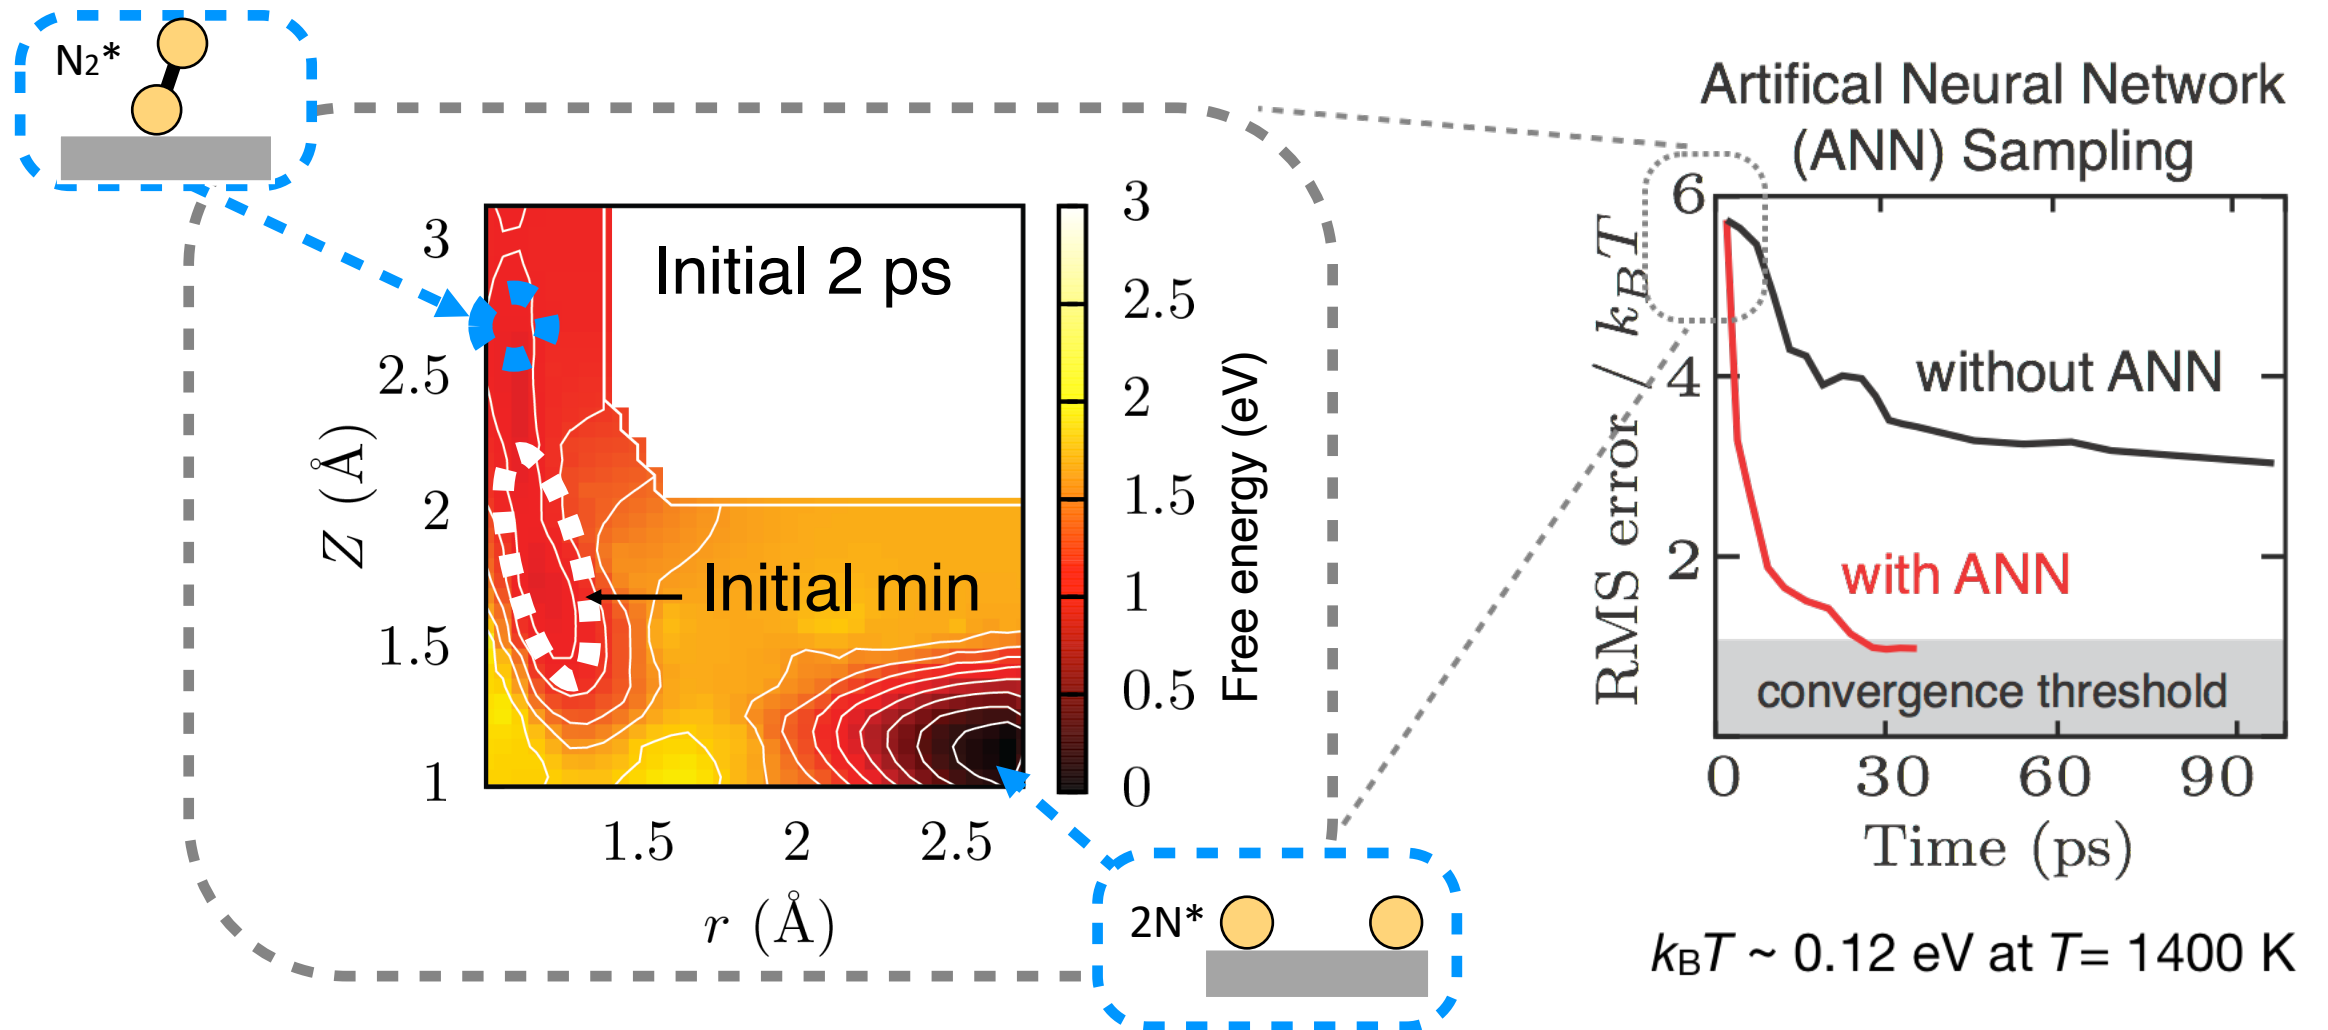 N2*
Initial 2 ps
Initial min
3
2.5
2
1.5
1
Z (Å)
1.5
2
2.5
r (Å)
3
2.5
2
1.5
1
0.5
0
Free energy (eV)
2N*
Artifical Neural Network
(ANN) Sampling
6
4
2
RMS error / kBT
without ANN
with ANN
convergence threshold
0
30
60
90
Time (ps)
kBT ~ 0.12 eV at T= 1400 K